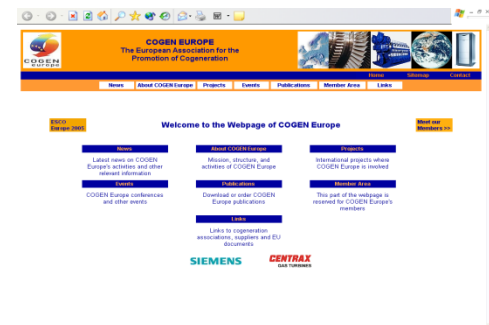 COGEN EUROPE
The European Association for the
Promotion of Cogeneration
COGEN
europe
Home Sitemap Contact
News About COGEN Europe Projects Events Publications Member Area Links
ESCO
Europe 2005
Welcome to the Webpage of COGEN Europe
Meet our
Members >>
News
Latest news on COGEN
Europe's activities and other
relevant information
About COGEN Europe
Mission, structure, and
activities of COGEN Europe
Projects
International projects where
COGEN Europe is involved
Events
COGEN Europe conferences
and other events
Publications
Download or order COGEN
Europe publications
Member Area
This part of the webpage is
reserved for COGEN Europe's
members
Links
Links to cogeneration
associations, suppliers and EU
documents
SIEMENS
CENTRAX
GAS TURBINES